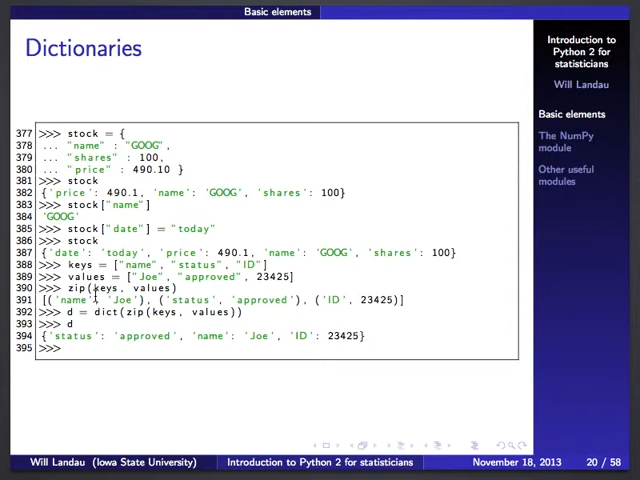 Basic elements
Dictionaries
377 >>> stock = {
378 ... "name" : "GOOG",
379 ... "shares" : 100,
380 ... "price" : 490.10 }
381 >>> stock
382 {'price': 490.1, 'name': 'GOOG', 'shares': 100}
383 >>> stock["name"]
384 'GOOG'
385 >>> stock["date"] = "today"
386 >>> stock
387 {'date': 'today', 'price': 490.1, 'name': 'GOOG', 'shares': 100}
388 >>> keys = ["name", "status", "ID"]
389 >>> values = ["Joe", "approved", 23425]
390 >>> zip(keys, values)
391 [('name', 'Joe'), ('status', 'approved'), ('ID', 23425)]
392 >>> d = dict(zip(keys, values))
393 >>> d
394 {'status': 'approved', 'name': 'Joe', 'ID': 23425}
395 >>>
Introduction to
Python 2 for
statisticians
Will Landau
Basic elements
The NumPy
module
Other useful
modules
Will Landau (Iowa State University) Introduction to Python 2 for statisticians November 18, 2013 20 / 58